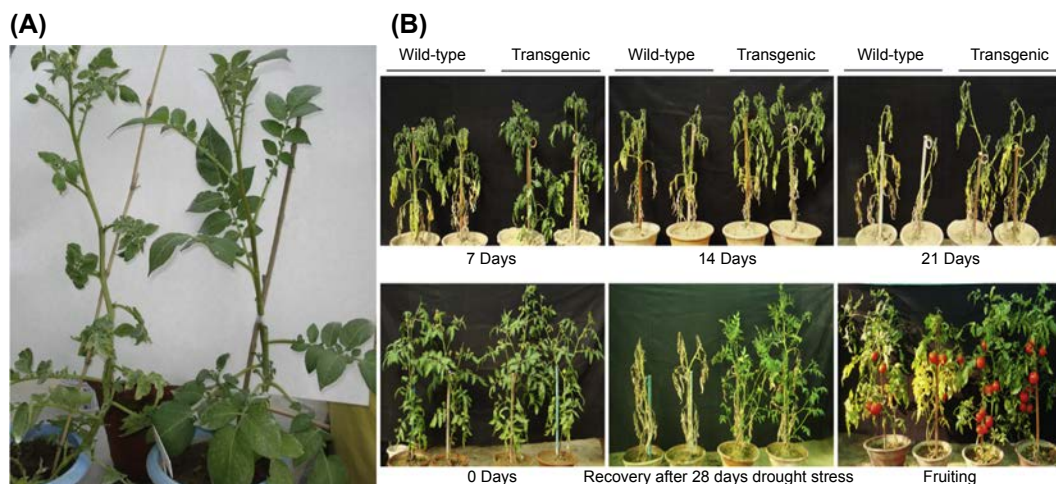 (A)
(B)
Wild-type Transgenic Wild-type Transgenic Wild-type Transgenic
7 Days 14 Days 21 Days
0 Days Recovery after 28 days drought stress Fruiting